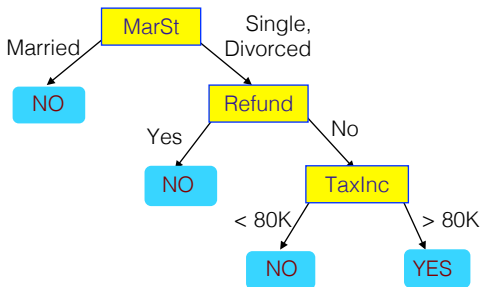 MarSt
Married
Single,
Divorced
NO
Refund
Yes
No
NO
TaxInc
< 80K
> 80K
NO
YES